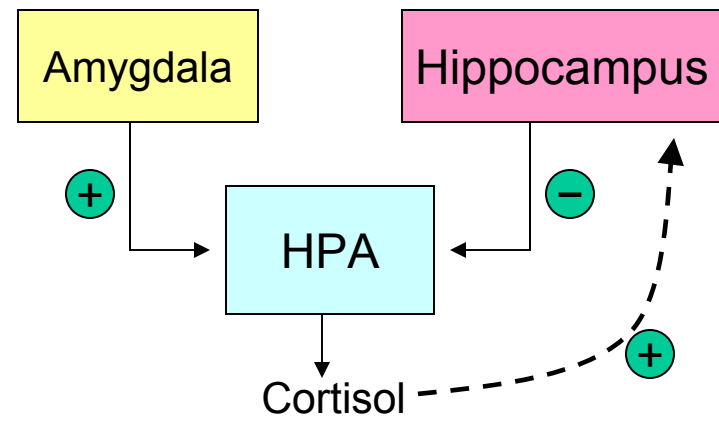 Amygdala
Hippocampus
+
−
HPA
+
Cortisol